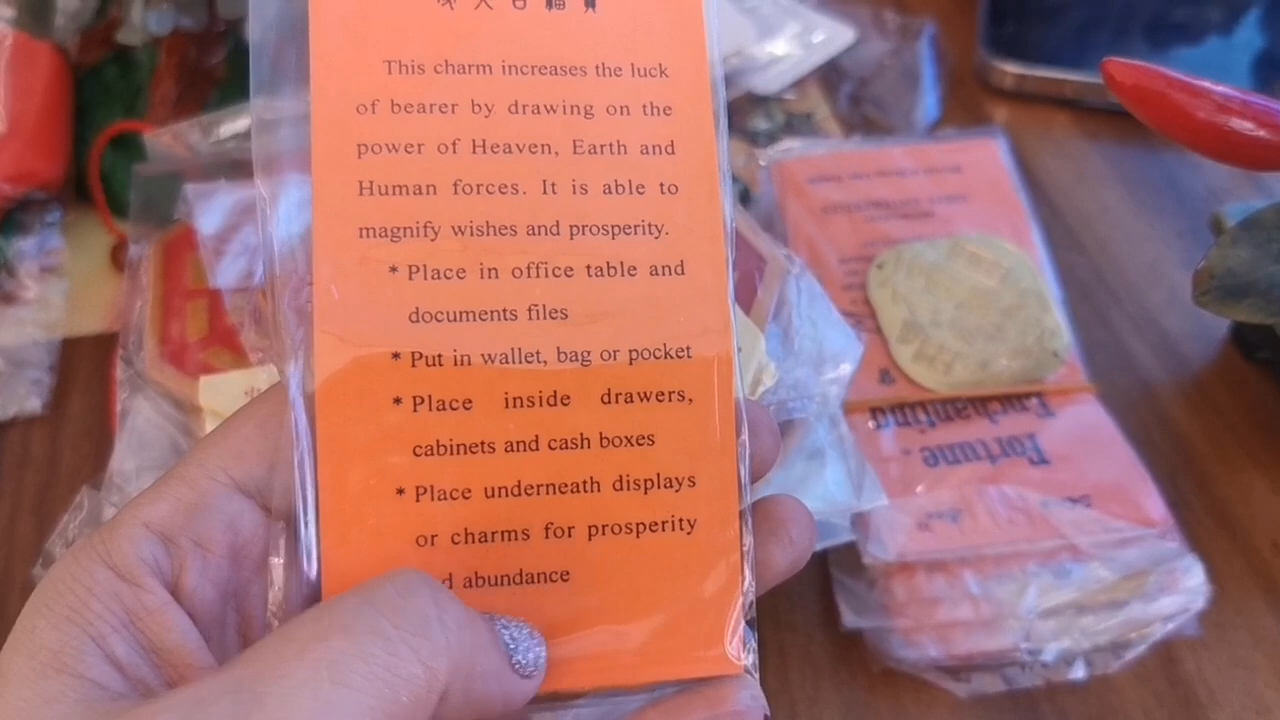 This charm increases the luck
of bearer by drawing on the
power of Heaven, Earth and
Human forces. It is able to
magnify wishes and prosperity.
* Place in office table and
documents files
* Put in wallet, bag or pocket
* Place inside drawers,
cabinets and cash boxes
* Place underneath displays
or charms for prosperity
abundance
Fortune.
Enchanting